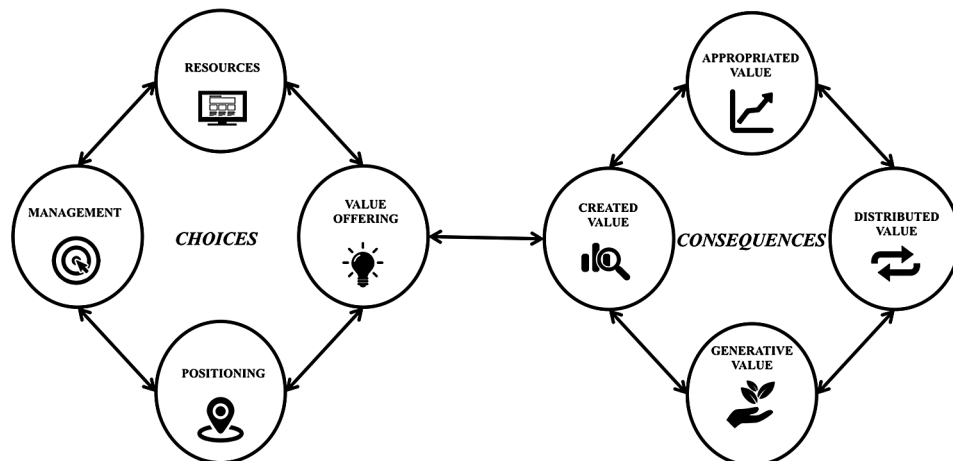 RESOURCES
MANAGEMENT
CHOICES
VALUE
OFFERING
POSITIONING
APPROPRIATED
VALUE
CREATED
VALUE
CONSEQUENCES
DISTRIBUTED
VALUE
GENERATIVE
VALUE